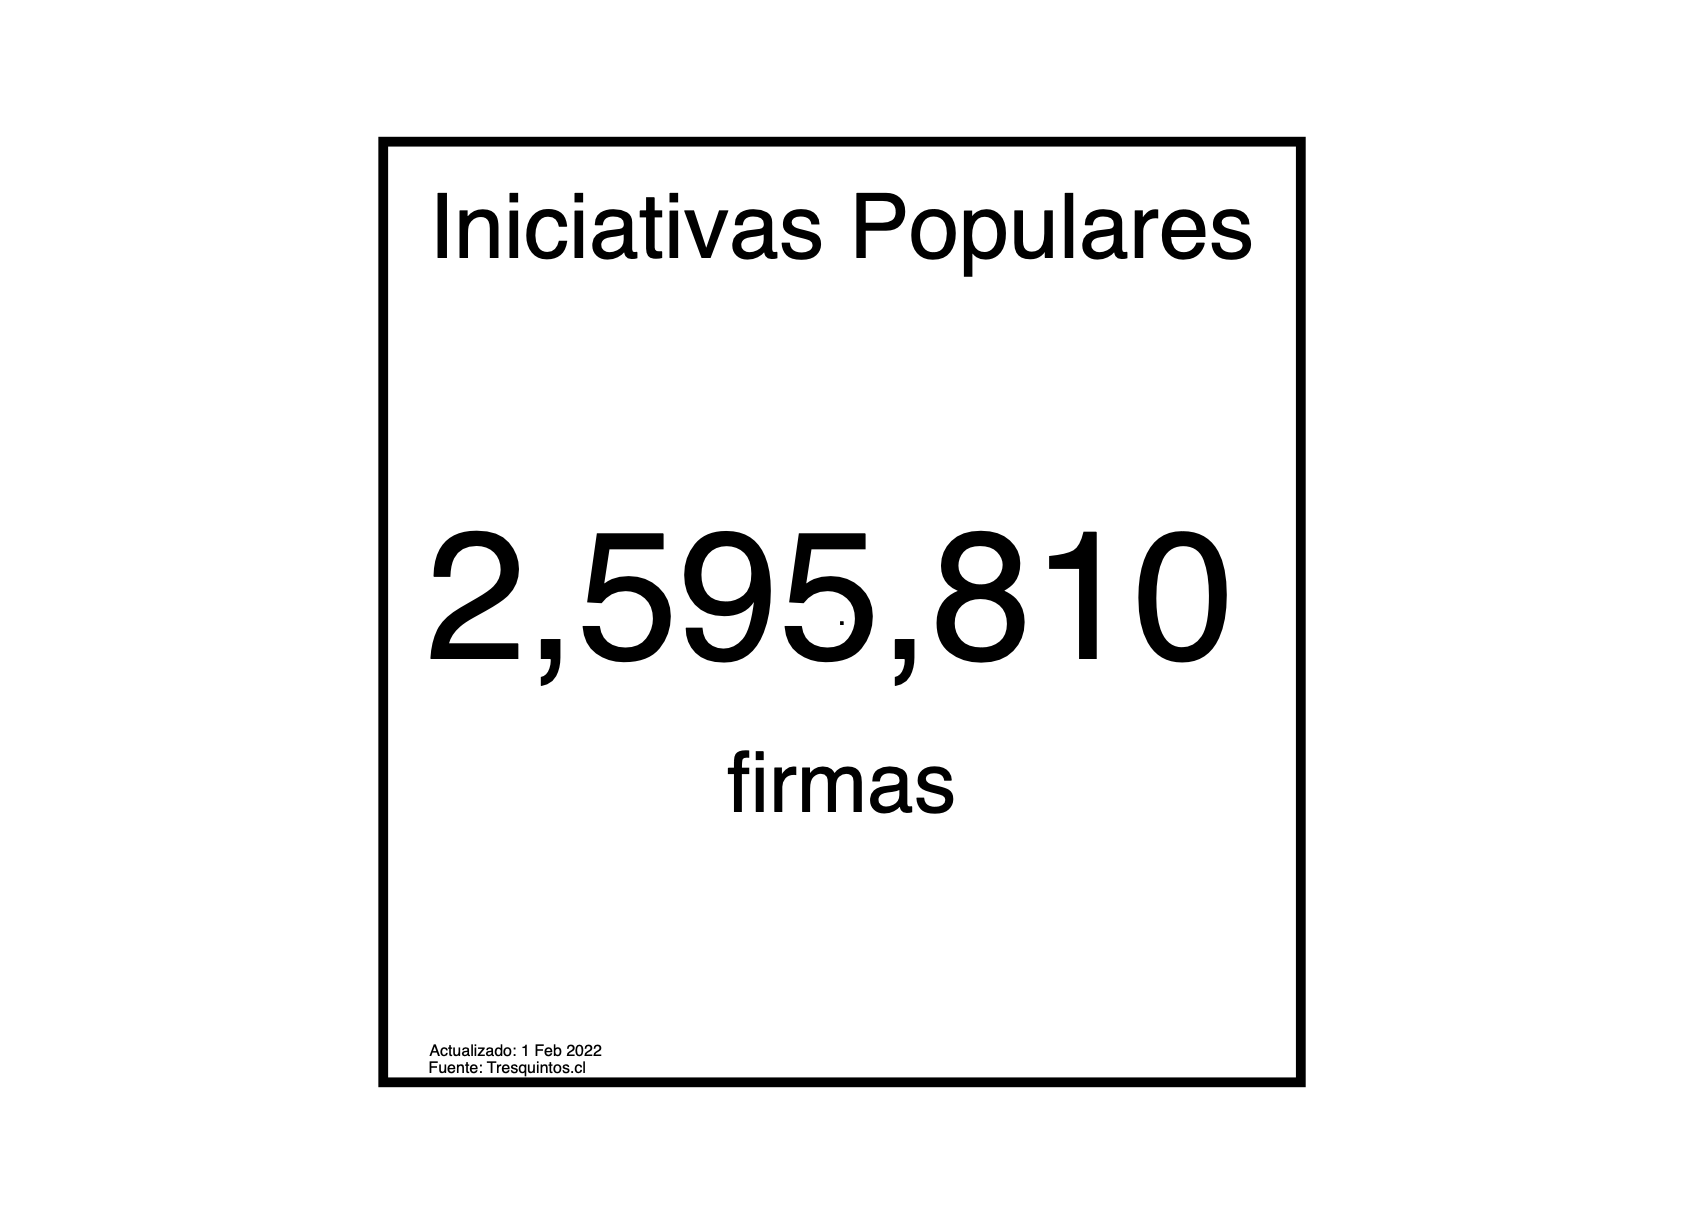 Iniciativas Populares
2,595,810
firmas
Actualizado: 1 Feb 2022
Fuente: Tresquintos.cl